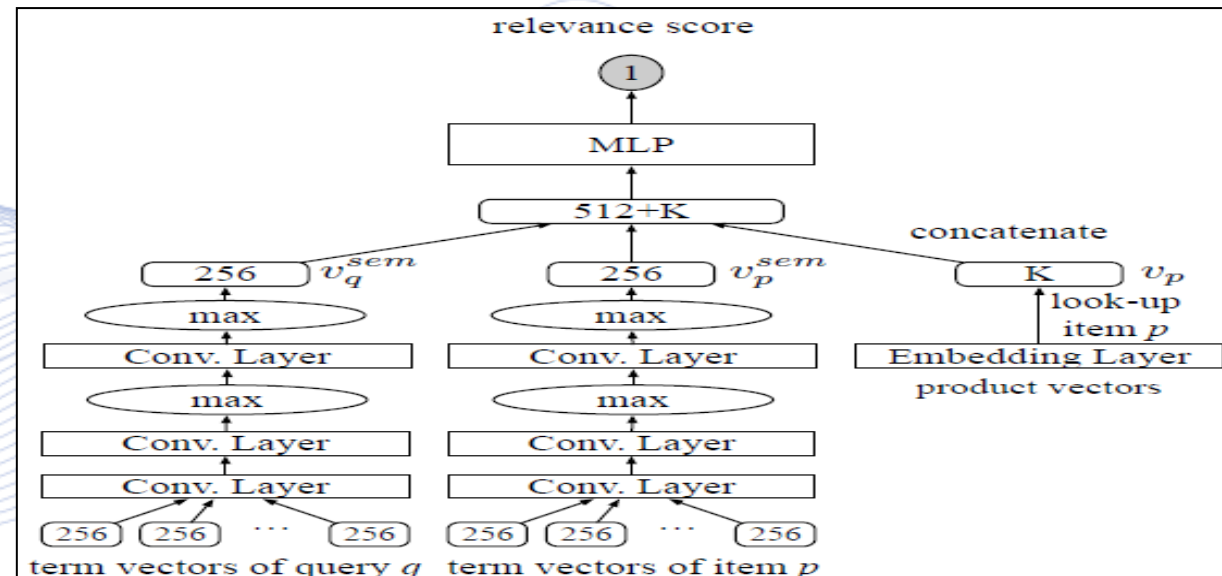 relevance score
1
MLP
512+K
concatenate
256 v_q^{sem} 256 v_p^{sem} K v_p
look-up
item p
max max
Conv. Layer Conv. Layer Embedding Layer
product vectors
max max
Conv. Layer Conv. Layer
Conv. Layer Conv. Layer
256 256 ... 256 256 256 ... 256
term vectors of query q term vectors of item p